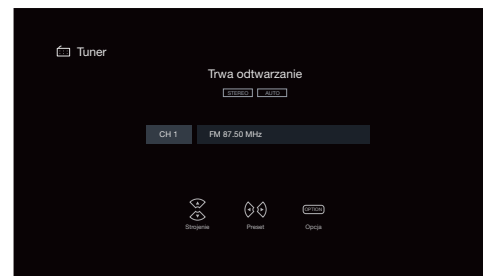 Tuner
Trwa odtwarzanie
STEREO AUTO
CH 1 FM 87.50 MHz
OPTION
Strojenie Preset Opcja